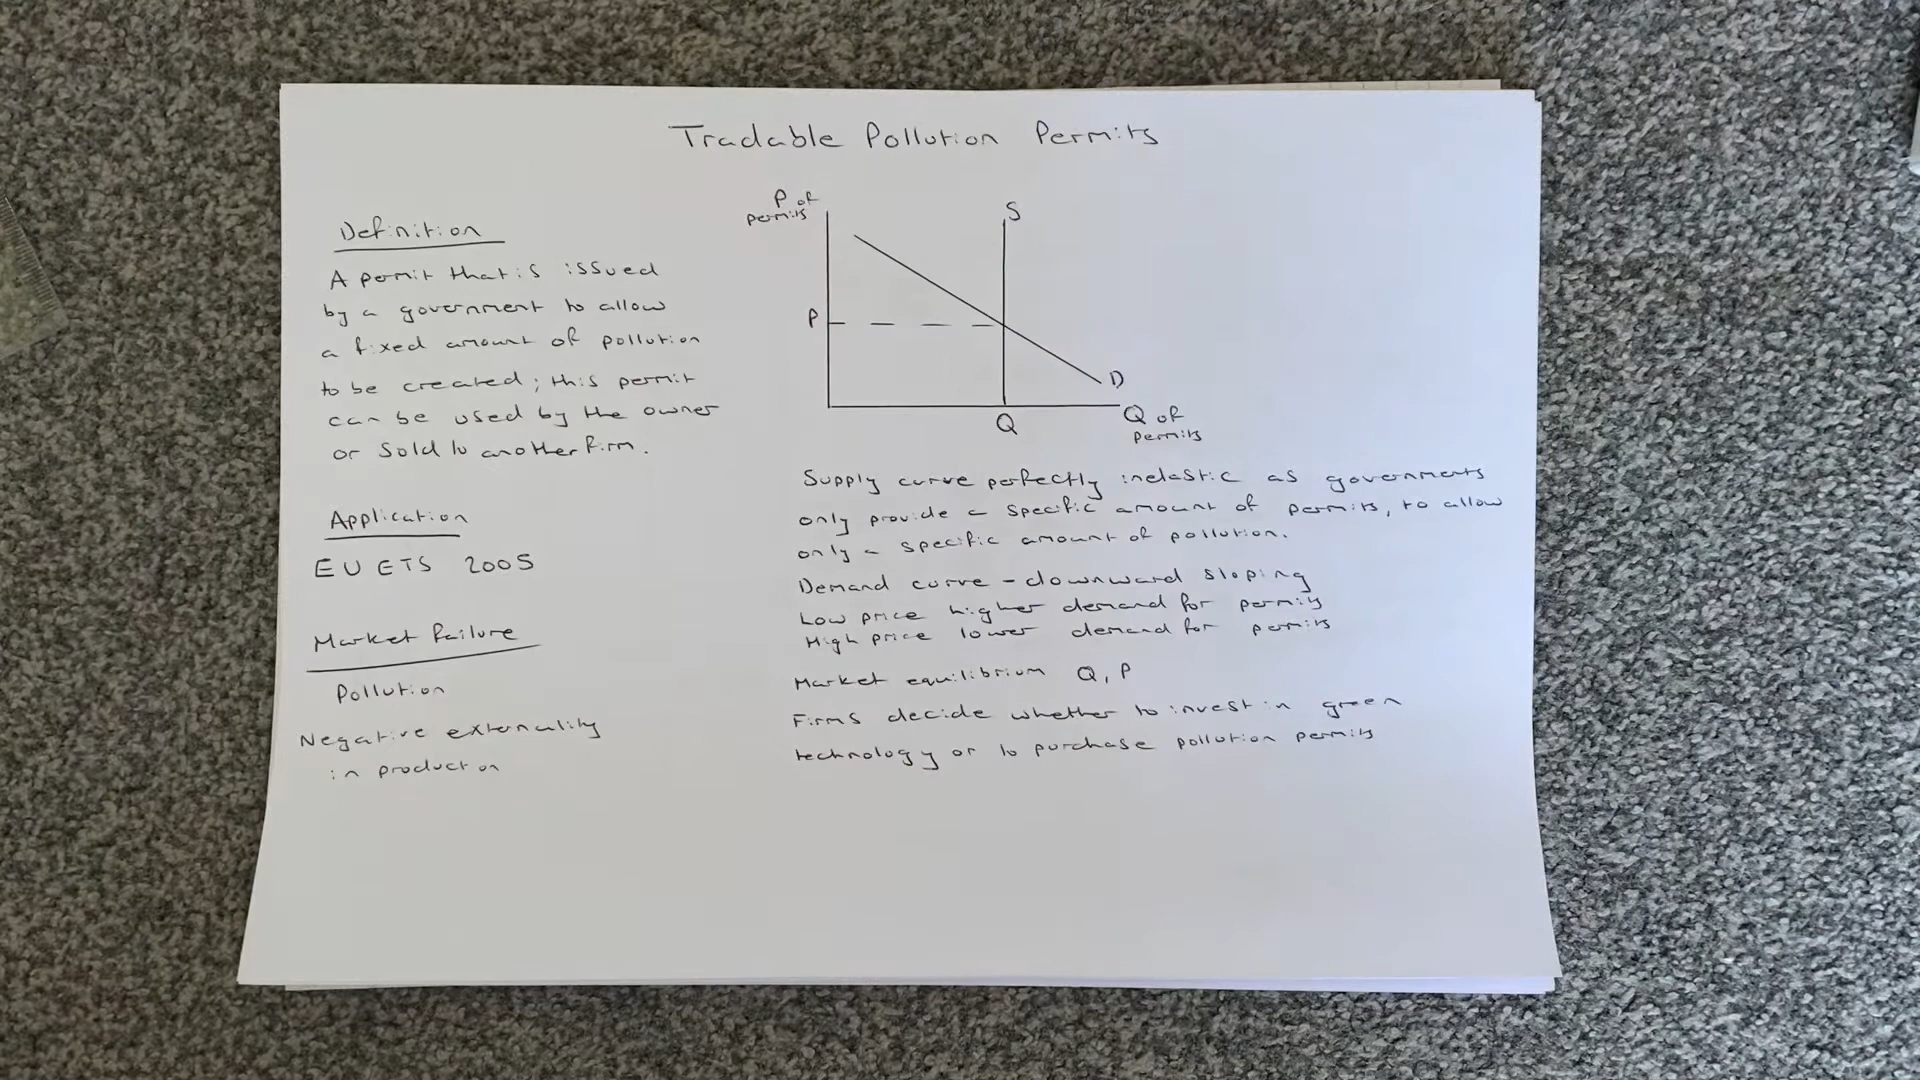 Tradable Pollution Permits
Definition
A permit that is issued
by a government to allow
a fixed amount of pollution
to be created; this permit
can be used by the owner
or sold to another firm.
Application
EU ETS 2005
Market Failure
Pollution
Negative externality
in production
P of
permits
S
P
D
Q
Q of
permits
Supply curve perfectly inelastic as governments
only provide a specific amount of permits, to allow
only a specific amount of pollution.
Demand curve - downward sloping
Low price higher demand for permits
High price lower demand for permits
Market equilibrium Q, P
Firms decide whether to invest in green
technology or to purchase pollution permits